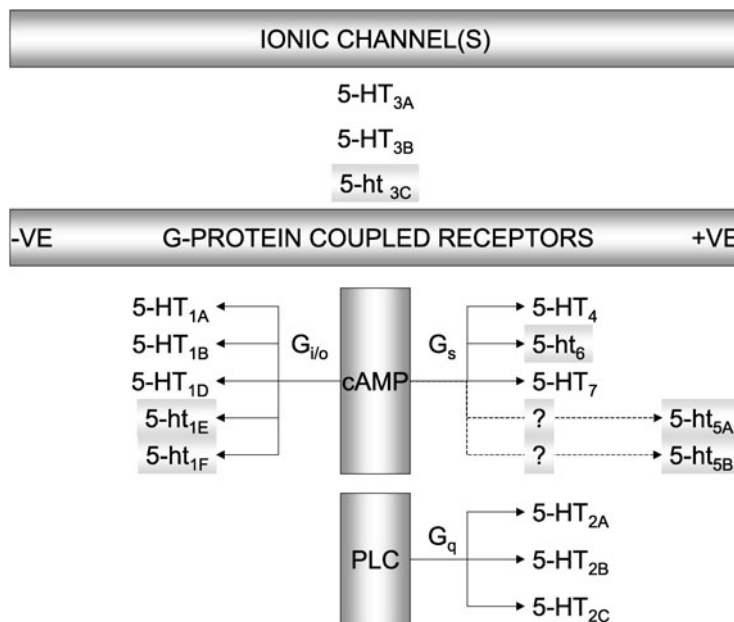 IONIC CHANNEL(S)
5-HT3A
5-HT3B
5-ht 3C
-VE G-PROTEIN COUPLED RECEPTORS +VE
5-HT1A 5-HT4
5-HT1B Gi/o Gs 5-ht6
5-HT1D cAMP 5-HT7
5-ht1E ? 5-ht5A
5-ht1F ? 5-ht5B
5-HT2A
Gq
PLC 5-HT2B
5-HT2C